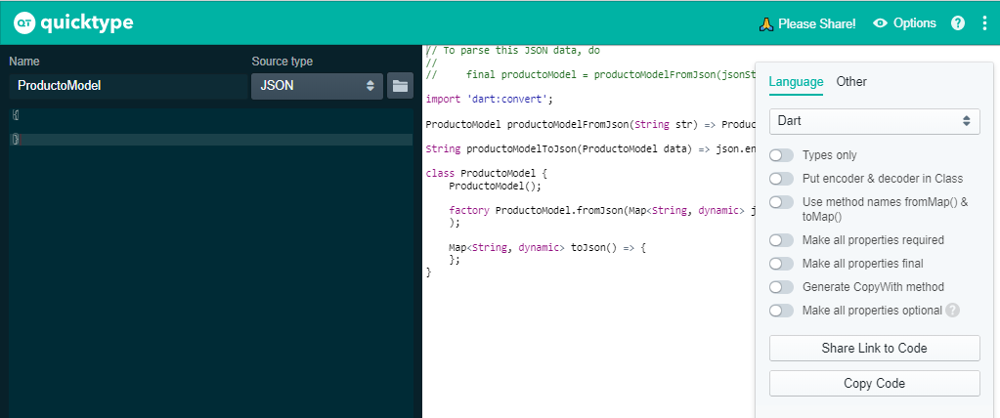 QT quicktype
🙏 Please Share! Options ? 
Name
Source type
ProductoModel
JSON
{
}
// To parse this JSON data, do
//
// final productoModel = productoModelFromJson(jsonSt
import 'dart:convert';
ProductoModel productoModelFromJson(String str) => Produc
String productoModelToJson(ProductoModel data) => json.en
class ProductoModel {
ProductoModel();
factory ProductoModel.fromJson(Map<String, dynamic> j
);
Map<String, dynamic> toJson() => {
};
}
Language Other
Dart
Types only
Put encoder & decoder in Class
Use method names fromMap() &
toMap()
Make all properties required
Make all properties final
Generate CopyWith method
Make all properties optional ?
Share Link to Code
Copy Code